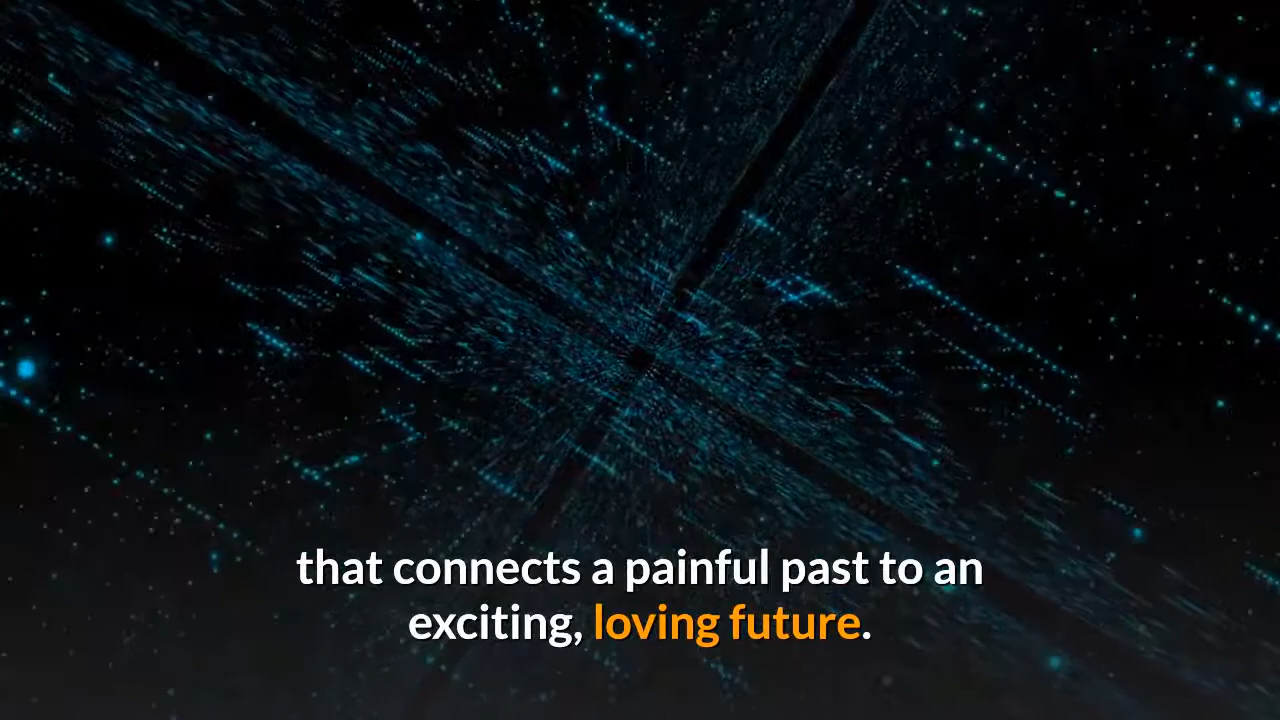 that connects a painful past to an
exciting, loving future.